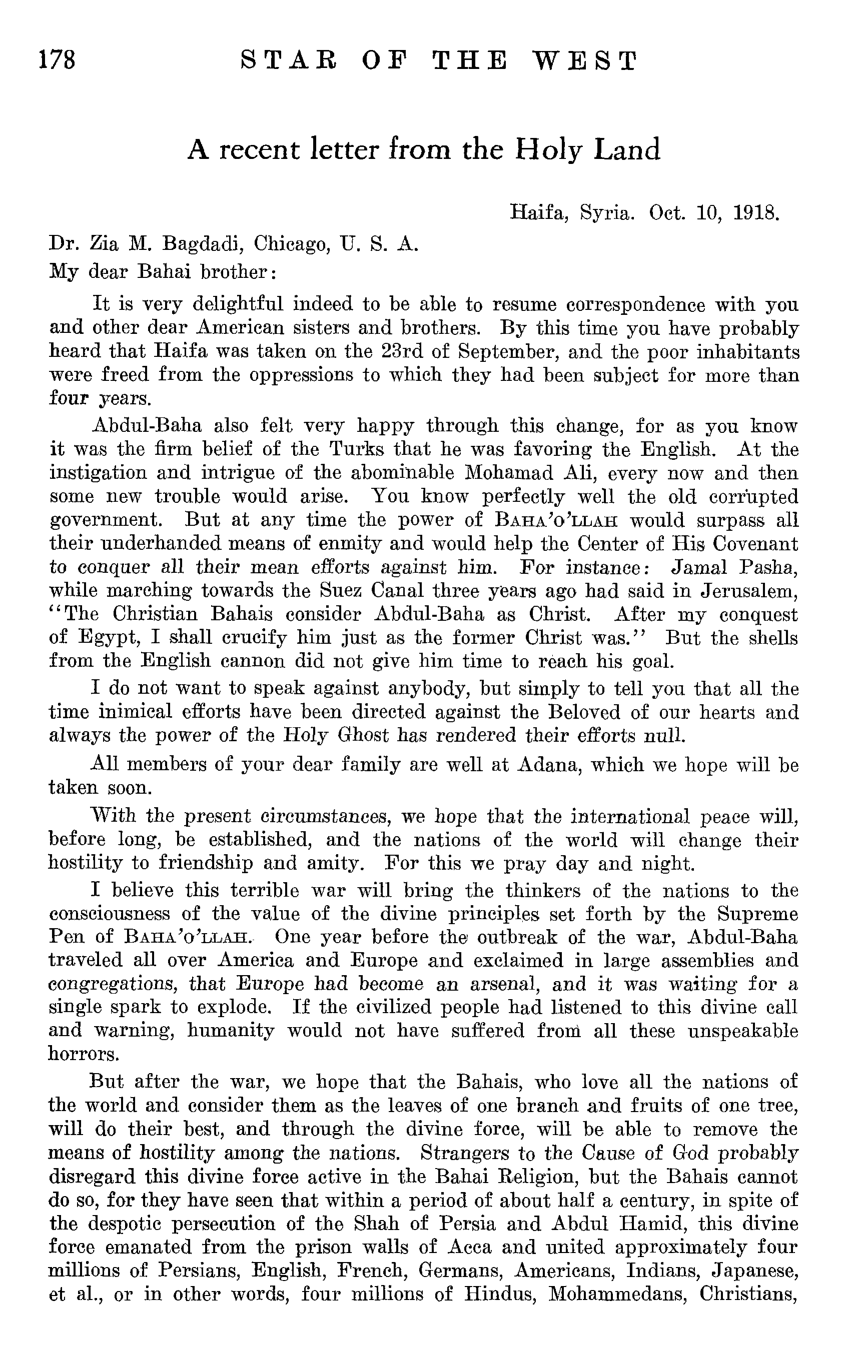 178 STAR OF THE WEST
A recent letter from the Holy Land
Haifa, Syria. Oct. 10, 1918.
Dr. Zia M. Bagdadi, Chicago, U. S. A.
My dear Bahai brother:
It is very delightful indeed to be able to resume correspondence with you
and other dear American sisters and brothers. By this time you have probably
heard that Haifa was taken on the 23rd of September, and the poor inhabitants
were freed from the oppressions to which they had been subject for more than
four years.
Abdul-Baha also felt very happy through this change, for as you know
it was the firm belief of the Turks that he was favoring the English. At the
instigation and intrigue of the abominable Mohamad Ali, every now and then
some new trouble would arise. You know perfectly well the old corrupted
government. But at any time the power of BAHA'O'LLAH would surpass all
their underhanded means of enmity and would help the Center of His Covenant
to conquer all their mean efforts against him. For instance: Jamal Pasha,
while marching towards the Suez Canal three years ago had said in Jerusalem,
"The Christian Bahais consider Abdul-Baha as Christ. After my conquest
of Egypt, I shall crucify him just as the former Christ was." But the shells
from the English cannon did not give him time to reach his goal.
I do not want to speak against anybody, but simply to tell you that all the
time inimical efforts have been directed against the Beloved of our hearts and
always the power of the Holy Ghost has rendered their efforts null.
All members of your dear family are well at Adana, which we hope will be
taken soon.
With the present circumstances, we hope that the international peace will,
before long, be established, and the nations of the world will change their
hostility to friendship and amity. For this we pray day and night.
I believe this terrible war will bring the thinkers of the nations to the
consciousness of the value of the divine principles set forth by the Supreme
Pen of BAHA'O'LLAH. One year before the outbreak of the war, Abdul-Baha
traveled all over America and Europe and exclaimed in large assemblies and
congregations, that Europe had become an arsenal, and it was waiting for a
single spark to explode. If the civilized people had listened to this divine call
and warning, humanity would not have suffered from all these unspeakable
horrors.
But after the war, we hope that the Bahais, who love all the nations of
the world and consider them as the leaves of one branch and fruits of one tree,
will do their best, and through the divine force, will be able to remove the
means of hostility among the nations. Strangers to the Cause of God probably
disregard this divine force active in the Bahai Religion, but the Bahais cannot
do so, for they have seen that within a period of about half a century, in spite of
the despotic persecution of the Shah of Persia and Abdul Hamid, this divine
force emanated from the prison walls of Acca and united approximately four
millions of Persians, English, French, Germans, Americans, Indians, Japanese,
et al., or in other words, four millions of Hindus, Mohammedans, Christians,